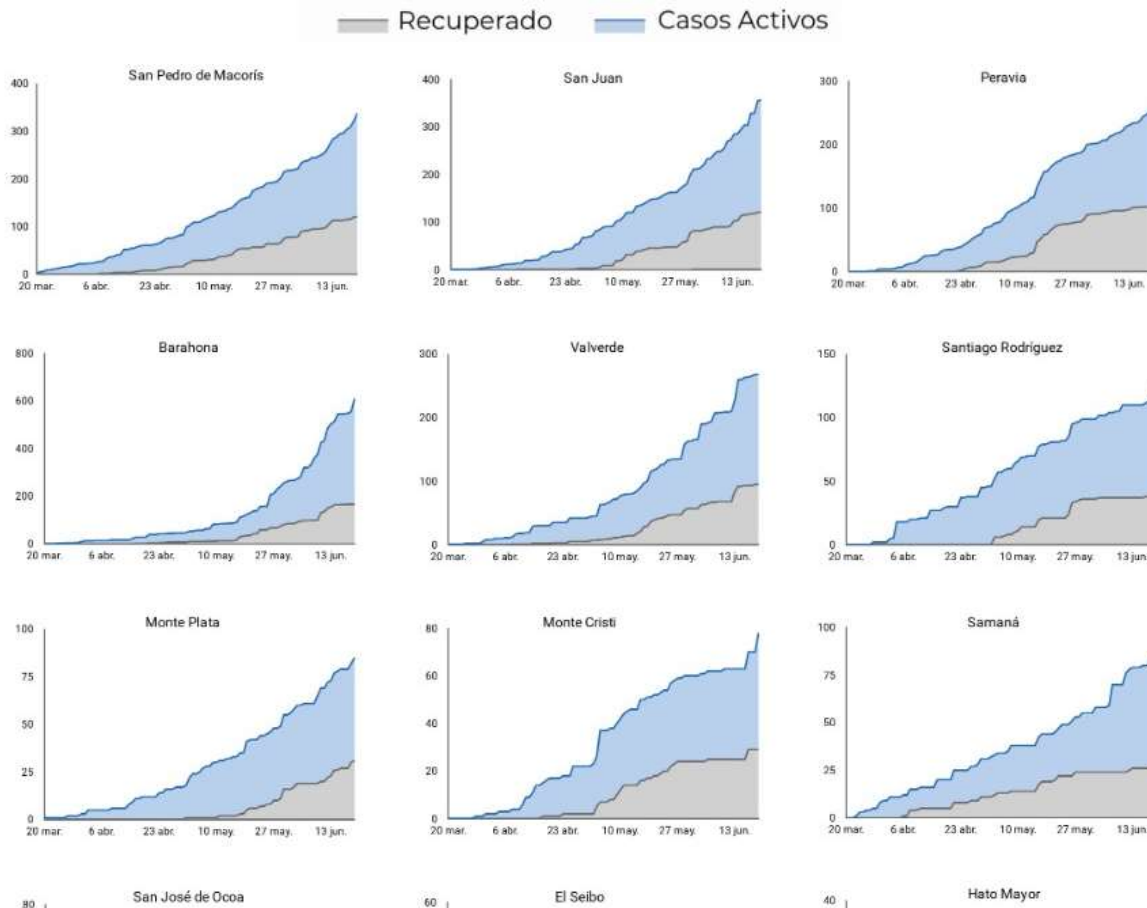 Recuperado Casos Activos
San Pedro de Macorís
400
300
200
100
0
20 mar. 6 abr. 23 abr. 10 may. 27 may. 13 jun.
San Juan
400
300
200
100
0
20 mar. 6 abr. 23 abr. 10 may. 27 may. 13 jun.
Peravia
300
200
100
0
20 mar. 6 abr. 23 abr. 10 may. 27 may. 13 jun.
Barahona
800
600
400
200
0
20 mar. 6 abr. 23 abr. 10 may. 27 may. 13 jun.
Valverde
300
200
100
0
20 mar. 6 abr. 23 abr. 10 may. 27 may. 13 jun.
Santiago Rodríguez
150
100
50
0
20 mar. 6 abr. 23 abr. 10 may. 27 may. 13 jun.
Monte Plata
100
75
50
25
0
20 mar. 6 abr. 23 abr. 10 may. 27 may. 13 jun.
Monte Cristi
80
60
40
20
0
20 mar. 6 abr. 23 abr. 10 may. 27 may. 13 jun.
Samaná
100
75
50
25
0
20 mar. 6 abr. 23 abr. 10 may. 27 may. 13 jun.
San José de Ocoa
80
El Seibo
60
Hato Mayor
40